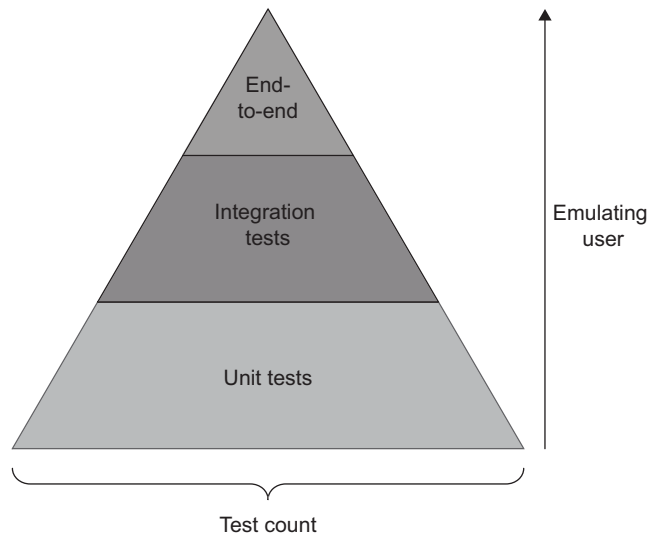 End-
to-end
Integration
tests
Emulating
user
Unit tests
Test count